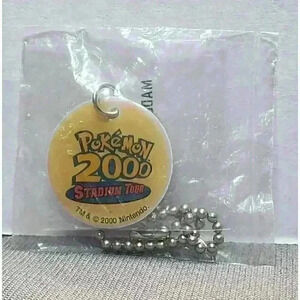 POKéMON
2000
STADIUM TOUR
TM & © 2000 Nintendo.